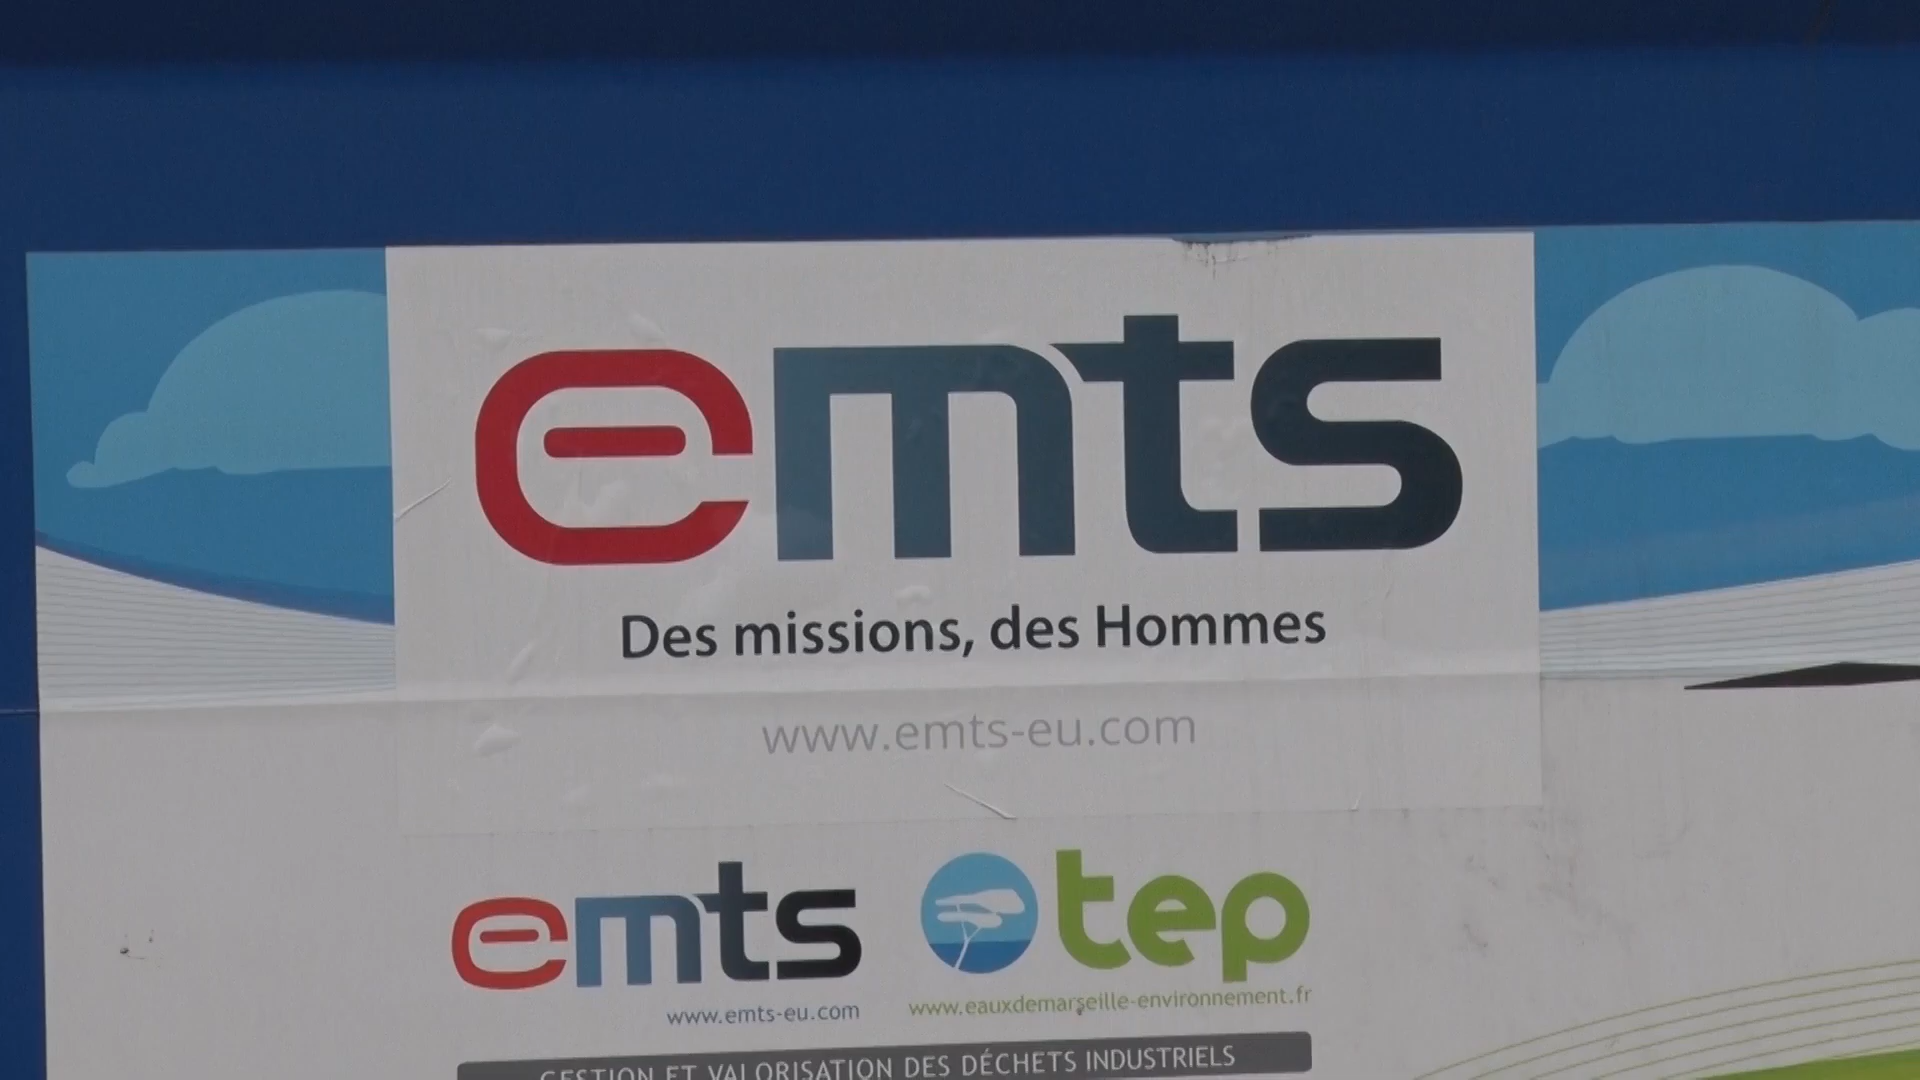 emts
Des missions, des Hommes
www.emts-eu.com
emts
tep
www.emts-eu.com
www.eauxdemarseille-environnement.fr
GESTION ET VALORISATION DES DÉCHETS INDUSTRIELS